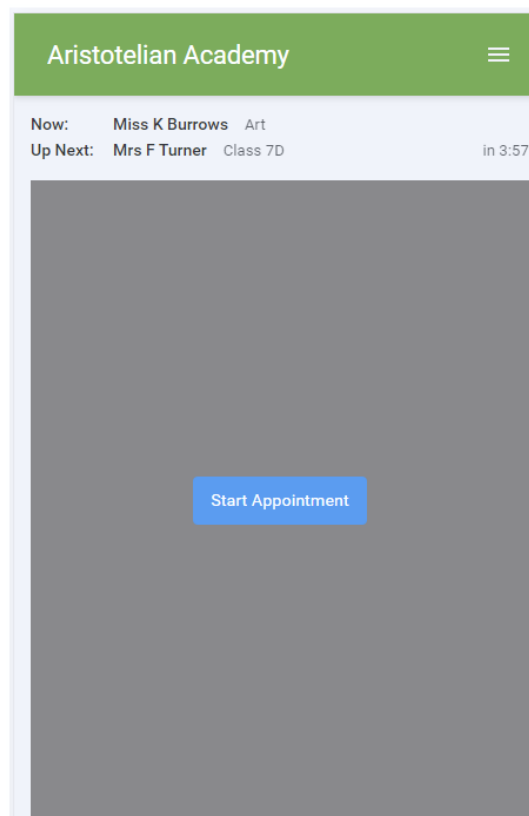 Aristotelian Academy
Now: Miss K Burrows Art
Up Next: Mrs F Turner Class 7D in 3:57
Start Appointment